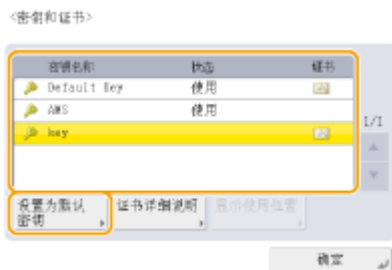 <密钥和证书>
密钥名称 状态 证书
Default Key 使用
AMS 使用
key
1/1
设置为默认密钥
证书详细说明
显示使用位置
确定